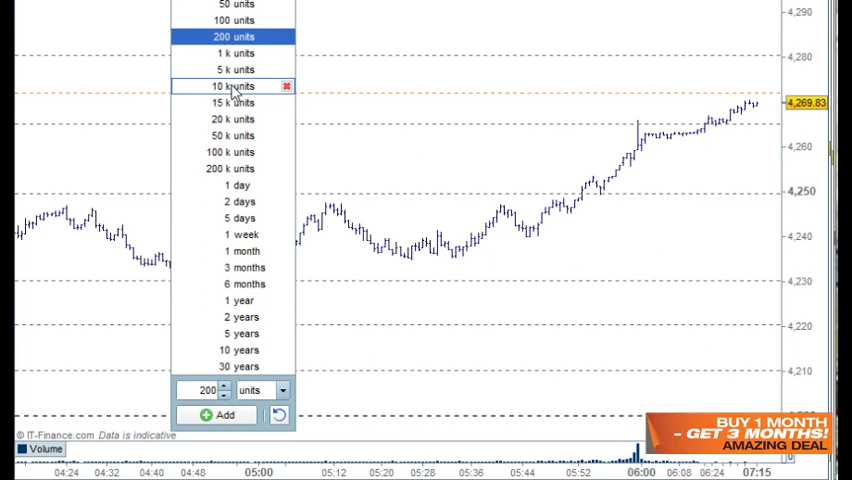 50 units
100 units
200 units
1 k units
5 k units
10 k units
15 k units
20 k units
50 k units
100 k units
200 k units
1 day
2 days
5 days
1 week
1 month
3 months
6 months
1 year
2 years
5 years
10 years
30 years
200 units
Add
4,290
4,280
4,269.83
4,260
4,250
4,240
4,230
4,220
4,210
BUY 1 MONTH
- GET 3 MONTHS!
AMAZING DEAL
© IT-Finance.com Data is indicative
Volume
0
04:24 04:32 04:40 04:48 05:00 05:12 05:20 05:28 05:36 05:44 05:52 06:00 06:08 06:24 07:15